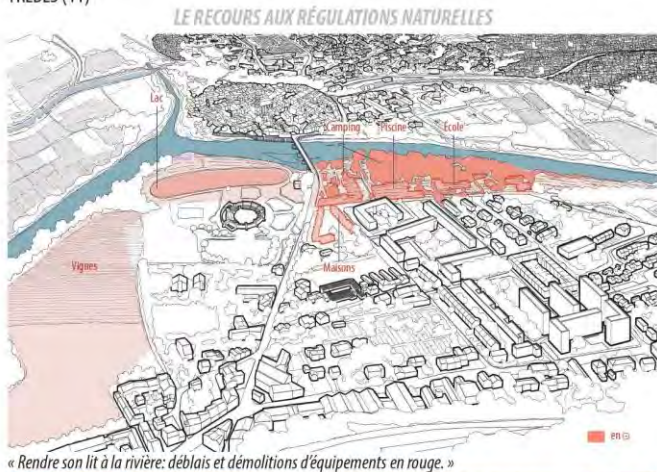 LE RECOURS AUX RÉGULATIONS NATURELLES
Lac
Camping
Piscine
École
Vignes
Maisons
« Rendre son lit à la rivière: déblais et démolitions d'équipements en rouge. »